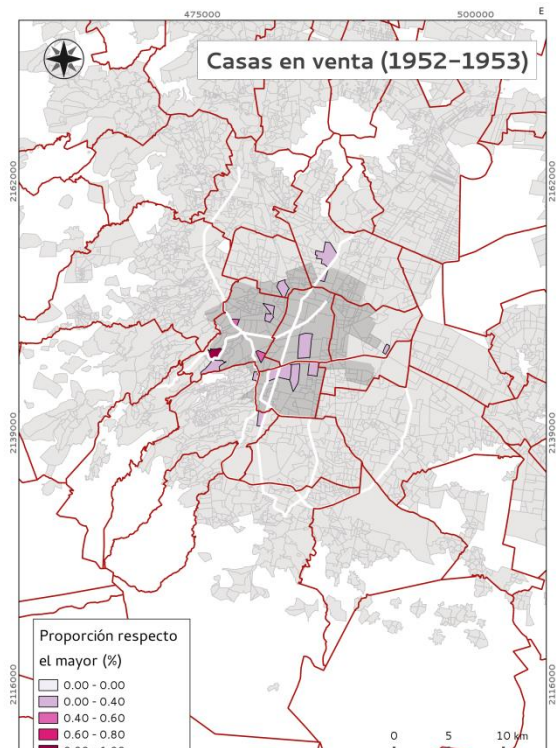 475000 500000 E
Casas en venta (1952-1953)
2162000 2162000
2139000 2139000
2116000 2116000
Proporción respecto
el mayor (%)
0.00 - 0.00
0.00 - 0.40
0.40 - 0.60
0.60 - 0.80
0 5 10 km